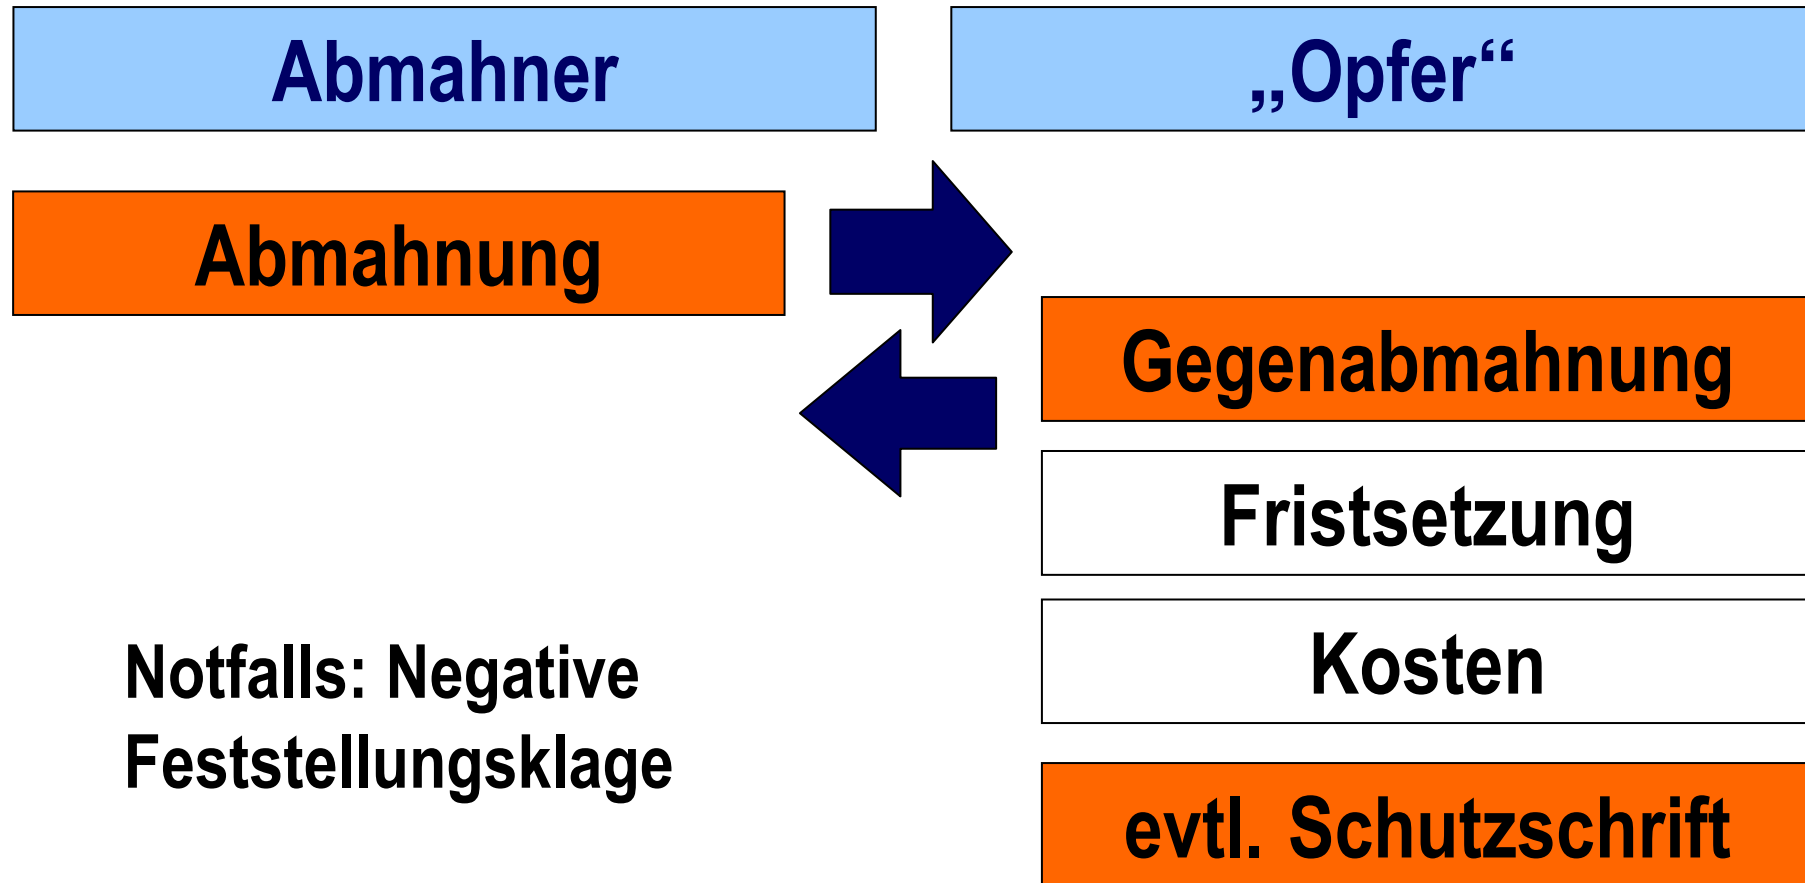 Abmahner
„Opfer“
Abmahnung
Gegenabmahnung
Fristsetzung
Kosten
evtl. Schutzschrift
Notfalls: Negative
Feststellungsklage